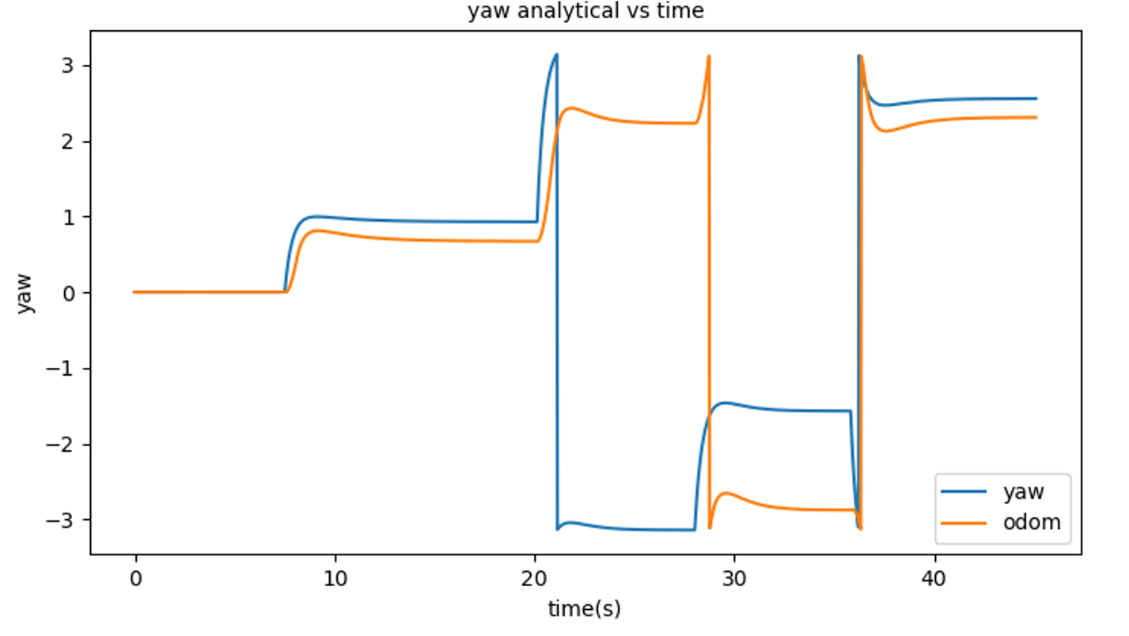 yaw analytical vs time
yaw
3
2
1
0
−1
−2
−3
0 10 20 30 40
time(s)
yaw
odom